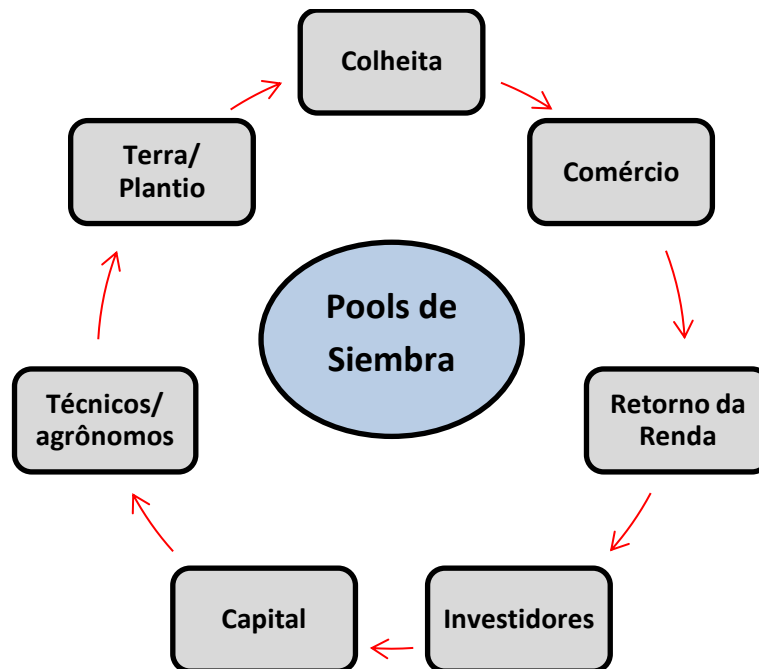 Colheita
Terra/
Plantio
Comércio
Pools de
Siembra
Técnicos/
agrônomos
Retorno da
Renda
Capital
Investidores